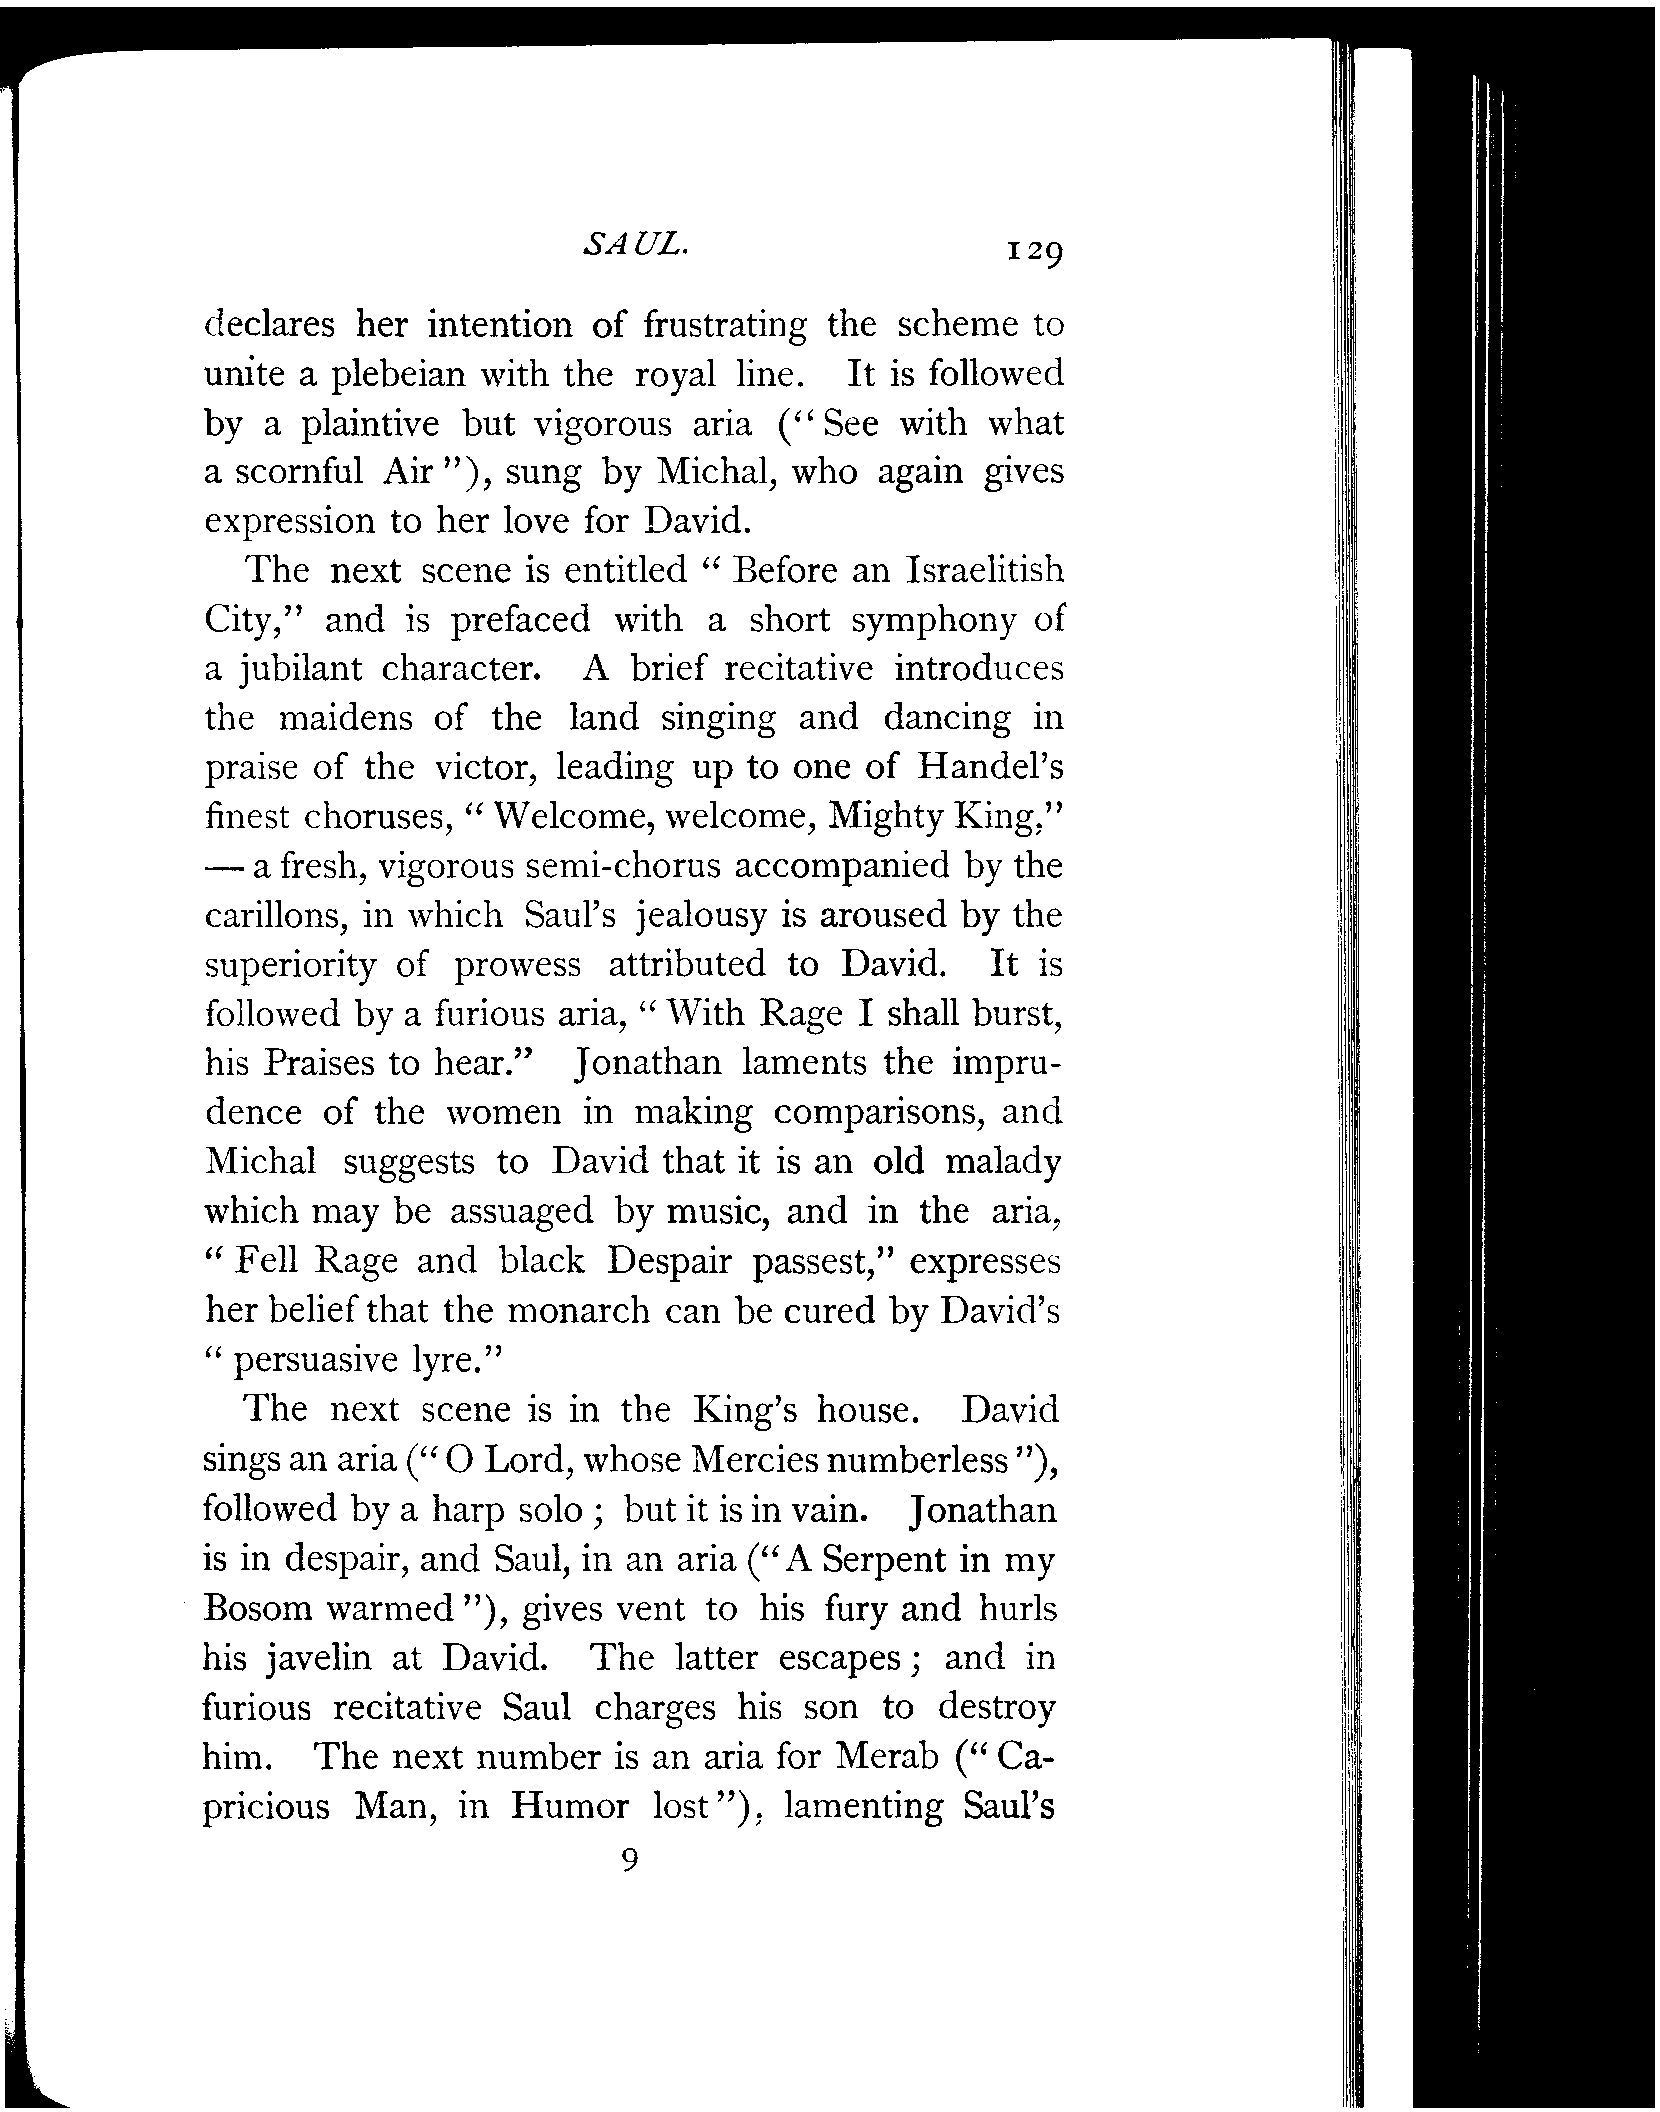 SAUL. 129
declares her intention of frustrating the scheme to
unite a plebeian with the royal line. It is followed
by a plaintive but vigorous aria (“ See with what
a scornful Air ”), sung by Michal, who again gives
expression to her love for David.
The next scene is entitled “ Before an Israelitish
City,” and is prefaced with a short symphony of
a jubilant character. A brief recitative introduces
the maidens of the land singing and dancing in
praise of the victor, leading up to one of Handel’s
finest choruses, “ Welcome, welcome, Mighty King,”
— a fresh, vigorous semi-chorus accompanied by the
carillons, in which Saul’s jealousy is aroused by the
superiority of prowess attributed to David. It is
followed by a furious aria, “ With Rage I shall burst,
his Praises to hear.” Jonathan laments the impru-
dence of the women in making comparisons, and
Michal suggests to David that it is an old malady
which may be assuaged by music, and in the aria,
“ Fell Rage and black Despair passest,” expresses
her belief that the monarch can be cured by David’s
“ persuasive lyre.”
The next scene is in the King’s house. David
sings an aria (“ O Lord, whose Mercies numberless ”),
followed by a harp solo ; but it is in vain. Jonathan
is in despair, and Saul, in an aria (“ A Serpent in my
Bosom warmed ”), gives vent to his fury and hurls
his javelin at David. The latter escapes ; and in
furious recitative Saul charges his son to destroy
him. The next number is an aria for Merab (“ Ca-
pricious Man, in Humor lost ”), lamenting Saul’s
9